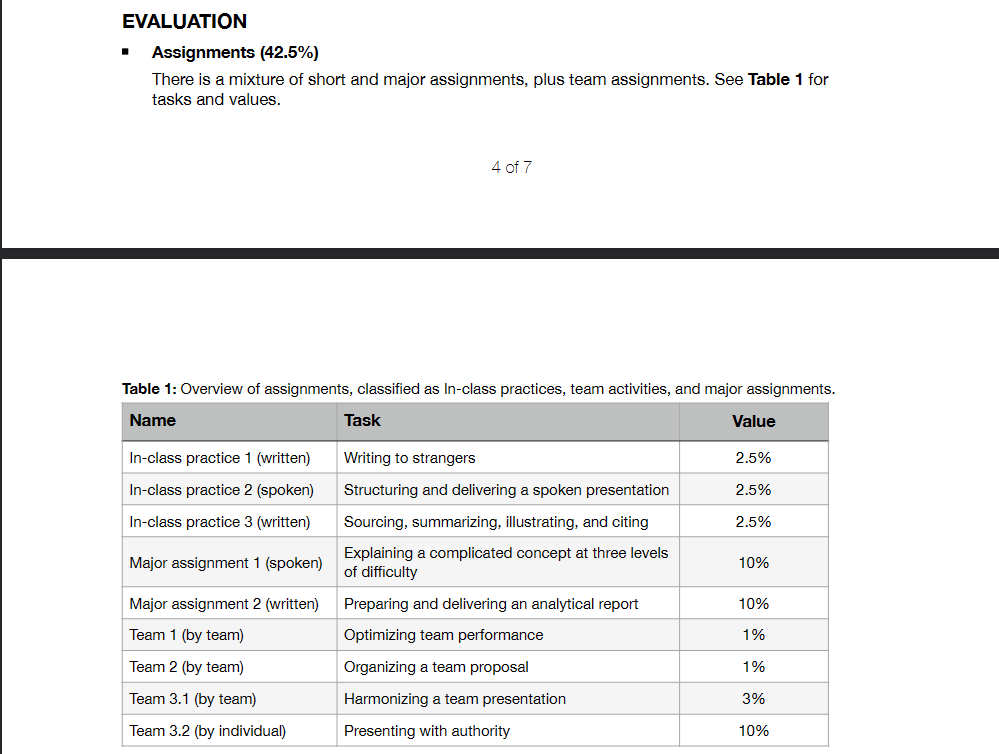 EVALUATION
▪ Assignments (42.5%)
There is a mixture of short and major assignments, plus team assignments. See Table 1 for
tasks and values.
4 of 7
Table 1: Overview of assignments, classified as In-class practices, team activities, and major assignments.
Name Task Value
In-class practice 1 (written) Writing to strangers 2.5%
In-class practice 2 (spoken) Structuring and delivering a spoken presentation 2.5%
In-class practice 3 (written) Sourcing, summarizing, illustrating, and citing 2.5%
Major assignment 1 (spoken) Explaining a complicated concept at three levels
of difficulty 10%
Major assignment 2 (written) Preparing and delivering an analytical report 10%
Team 1 (by team) Optimizing team performance 1%
Team 2 (by team) Organizing a team proposal 1%
Team 3.1 (by team) Harmonizing a team presentation 3%
Team 3.2 (by individual) Presenting with authority 10%